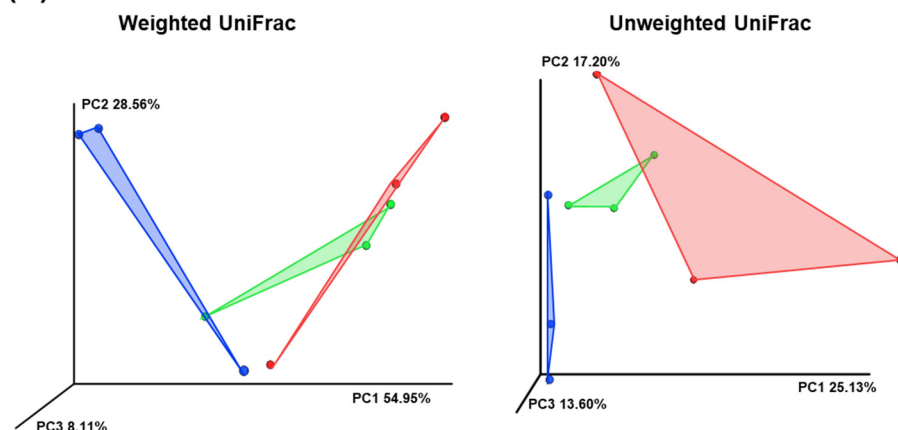 Weighted UniFrac
Unweighted UniFrac
PC2 28.56%
PC1 54.95%
PC3 8.11%
PC2 17.20%
PC1 25.13%
PC3 13.60%